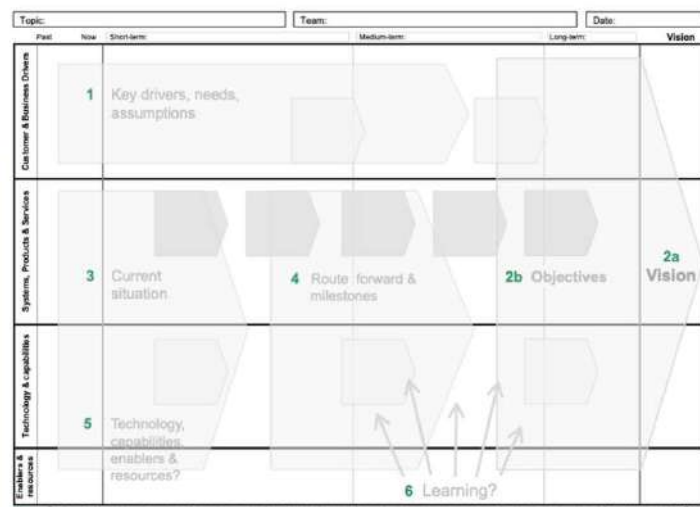 Topic: Team: Date:
Past Now Short-term: Medium-term: Long-term: Vision
Customer & Business Drivers
1 Key drivers, needs,
assumptions
Systems, Products & Services
3 Current
situation
4 Route forward &
milestones
2b Objectives
2a
Vision
Technology & capabilities
5 Technology,
capabilities,
enablers &
resources?
Enablers &
resources
6 Learning?